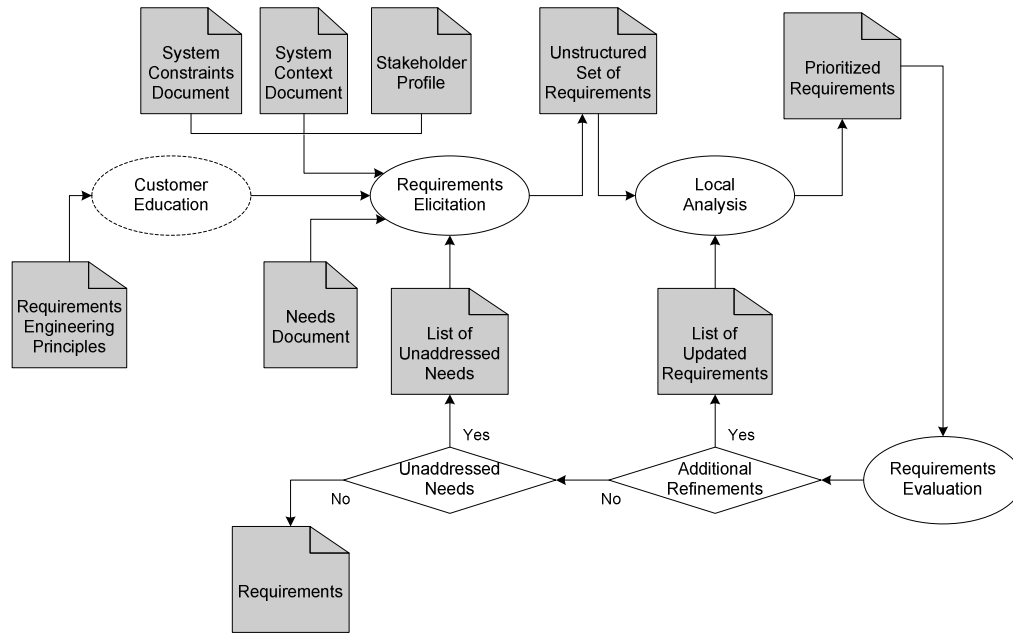 System
Constraints
Document
System
Context
Document
Stakeholder
Profile
Unstructured
Set of
Requirements
Prioritized
Requirements
Customer
Education
Requirements
Elicitation
Local
Analysis
Requirements
Engineering
Principles
Needs
Document
List of
Unaddressed
Needs
List of
Updated
Requirements
Yes
Yes
Unaddressed
Needs
Additional
Refinements
Requirements
Evaluation
No
No
Requirements